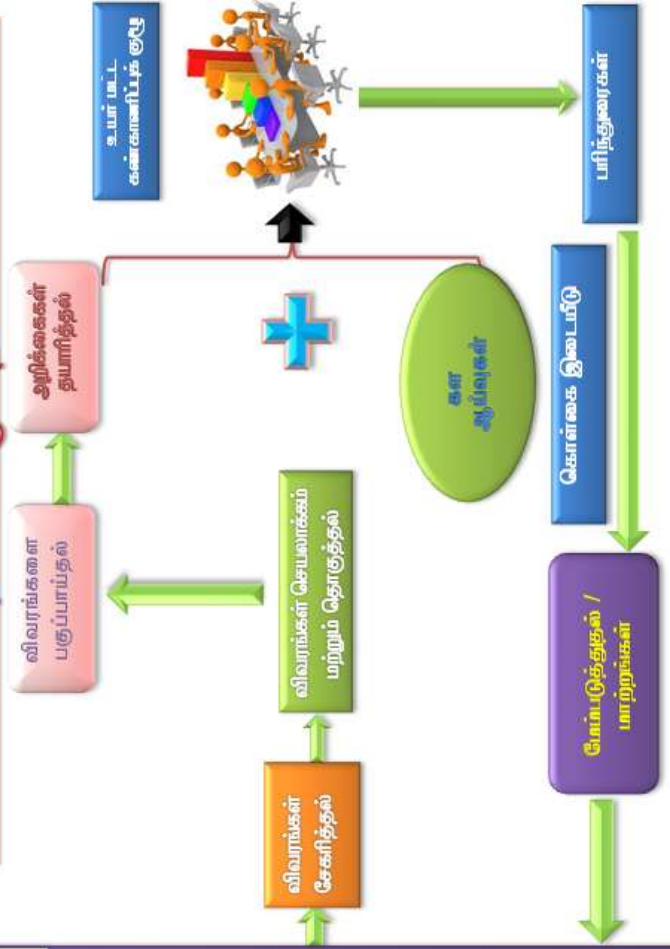 விவரங்கள்
சேகரித்தல்
விவரங்கள் செயலாக்கம்
மற்றும் தொகுத்தல்
விவரங்களை
பகுப்பாய்தல்
அறிக்கைகள்
தயாரித்தல்
கள
ஆய்வுகள்
உயர் மட்ட
கண்காணிப்புக் குழு
பரிந்துரைகள்
கொள்கை இடையீடு
மேம்படுத்துதல் /
மாற்றங்கள்